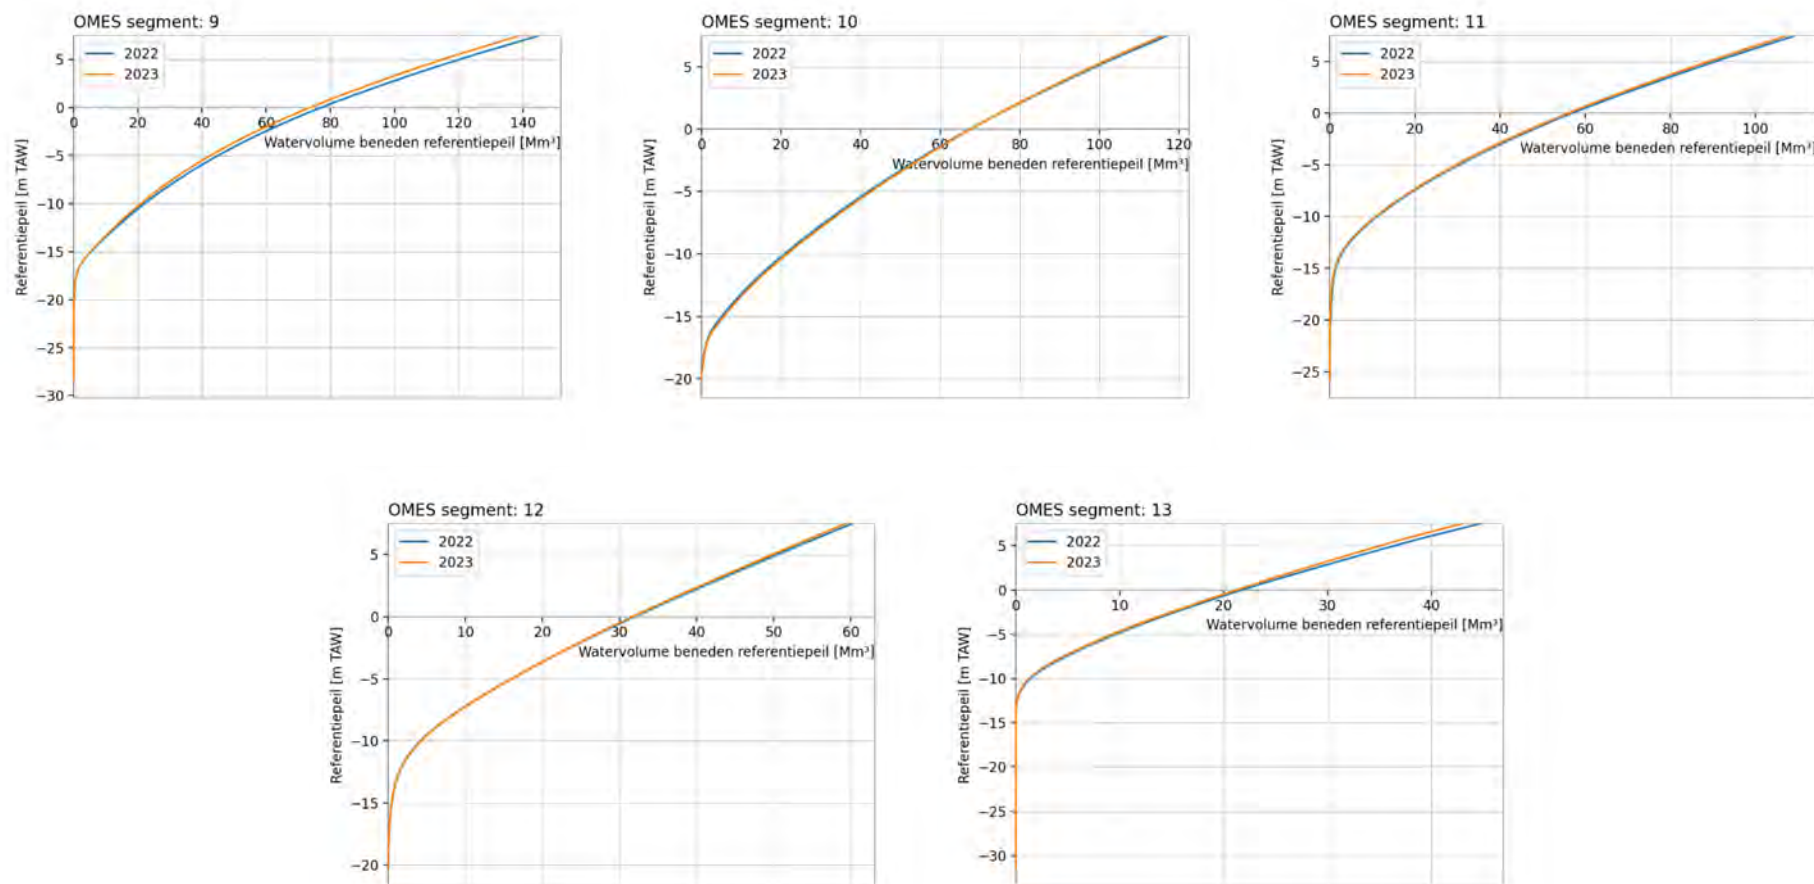 OMES segment: 9
2022
2023
5
0
0 20 40 60 80 100 120 140
Watervolume beneden referentiepeil [Mm³]
−5
−10
−15
−20
−25
−30
Referentiepeil [m TAW]
OMES segment: 10
2022
2023
5
0
0 20 40 60 80 100 120
Watervolume beneden referentiepeil [Mm³]
−5
−10
−15
−20
Referentiepeil [m TAW]
OMES segment: 11
2022
2023
5
0
0 20 40 60 80 100
Watervolume beneden referentiepeil [Mm³]
−5
−10
−15
−20
−25
Referentiepeil [m TAW]
OMES segment: 12
2022
2023
5
0
0 10 20 30 40 50 60
Watervolume beneden referentiepeil [Mm³]
−5
−10
−15
−20
Referentiepeil [m TAW]
OMES segment: 13
2022
2023
5
0
0 10 20 30 40
Watervolume beneden referentiepeil [Mm³]
−5
−10
−15
−20
−25
−30
Referentiepeil [m TAW]